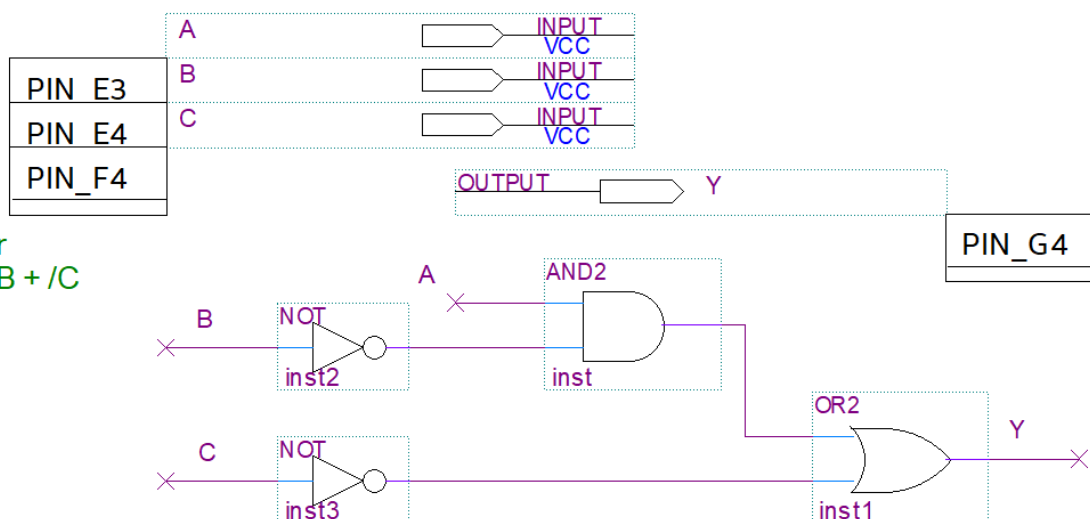 A
INPUT
VCC
B
INPUT
VCC
C
INPUT
VCC
PIN_E3
PIN_E4
PIN_F4
OUTPUT
Y
PIN_G4
r
B + /C
A
AND2
inst
B
NOT
inst2
OR2
inst1
Y
C
NOT
inst3